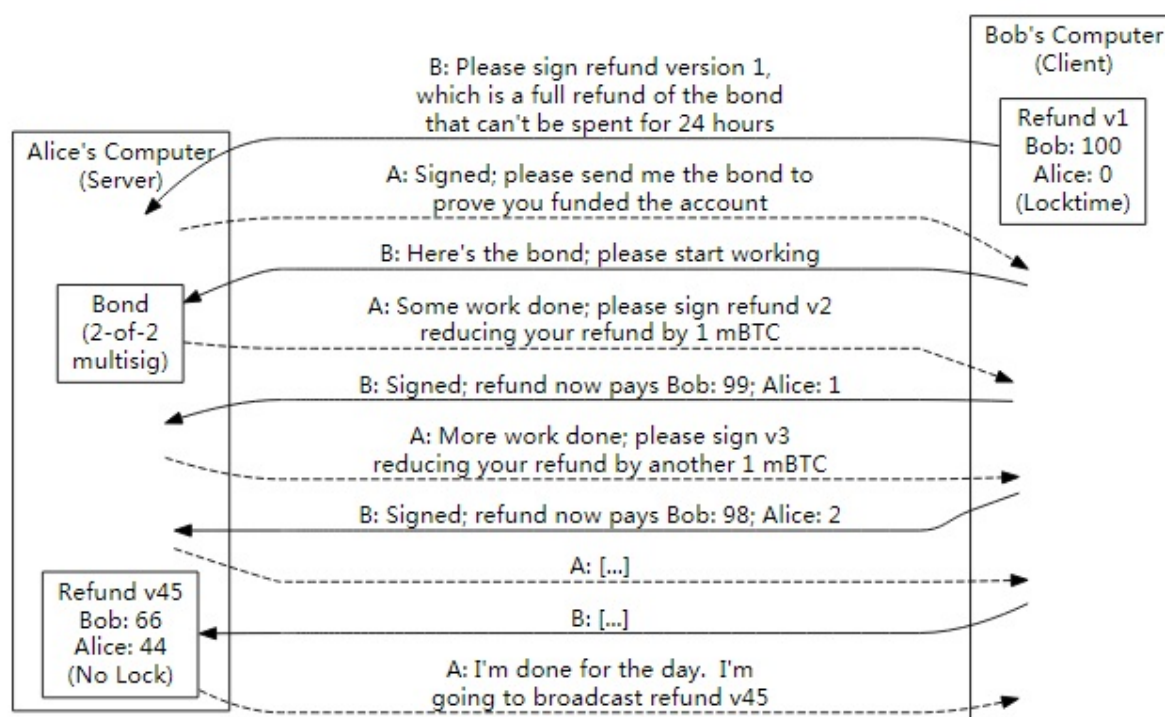 Bob's Computer
(Client)
B: Please sign refund version 1,
which is a full refund of the bond
that can't be spent for 24 hours
Refund v1
Bob: 100
Alice: 0
(Locktime)
Alice's Computer
(Server)
A: Signed; please send me the bond to
prove you funded the account
B: Here's the bond; please start working
Bond
(2-of-2
multisig)
A: Some work done; please sign refund v2
reducing your refund by 1 mBTC
B: Signed; refund now pays Bob: 99; Alice: 1
A: More work done; please sign v3
reducing your refund by another 1 mBTC
B: Signed; refund now pays Bob: 98; Alice: 2
A: [...]
Refund v45
Bob: 66
Alice: 44
(No Lock)
B: [...]
A: I'm done for the day.  I'm
going to broadcast refund v45